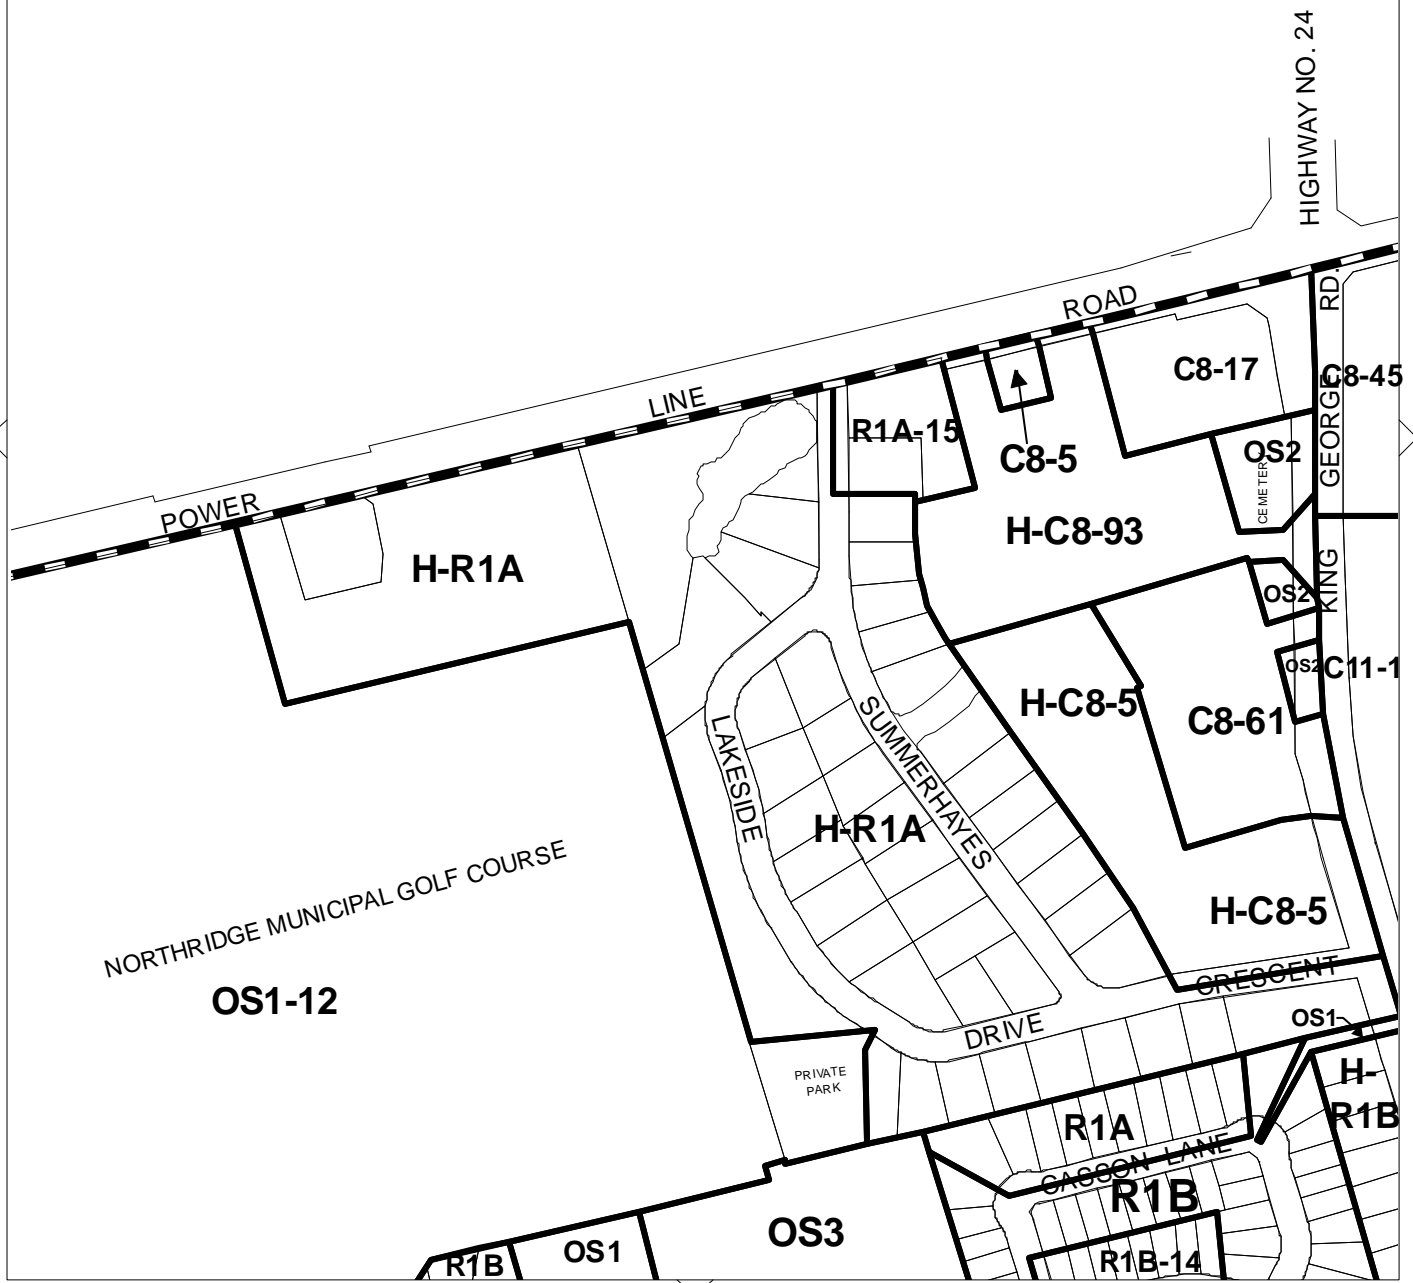 HIGHWAY NO. 24
ROAD
RD.
C8-17
C8-45
LINE
R1A-15
C8-5
OS2
GEORGE
CEMETERY
POWER
H-C8-93
H-R1A
KING
OS2
OS2
C11-1
H-C8-5
C8-61
SUMMERHAYES
LAKESIDE
H-R1A
NORTHRIDGE MUNICIPAL GOLF COURSE
H-C8-5
OS1-12
CRESCENT
OS1
DRIVE
PRIVATE
PARK
H-
R1B
R1A
CASSON LANE
R1B
OS3
OS1
R1B
R1B-14